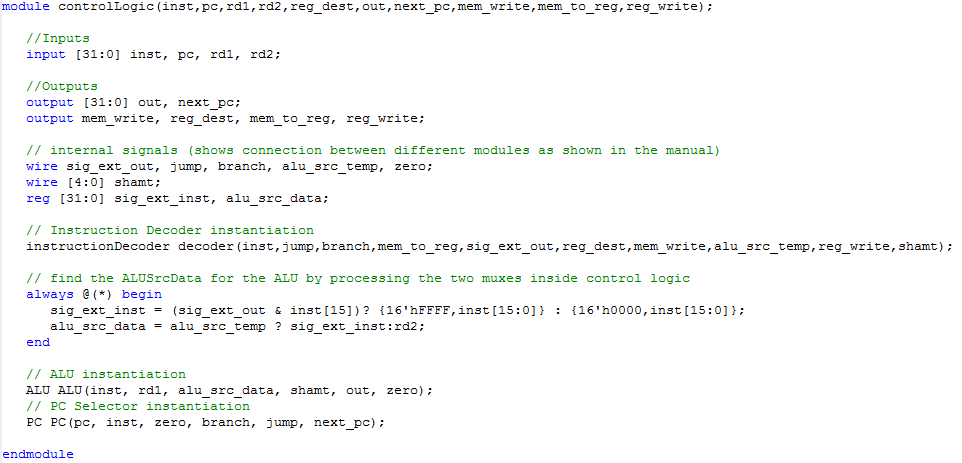 module controlLogic(inst,pc,rd1,rd2,reg_dest,out,next_pc,mem_write,mem_to_reg,reg_write);
//Inputs
input [31:0] inst, pc, rd1, rd2;
//Outputs
output [31:0] out, next_pc;
output mem_write, reg_dest, mem_to_reg, reg_write;
// internal signals (shows connection between different modules as shown in the manual)
wire sig_ext_out, jump, branch, alu_src_temp, zero;
wire [4:0] shamt;
reg [31:0] sig_ext_inst, alu_src_data;
// Instruction Decoder instantiation
instructionDecoder decoder(inst,jump,branch,mem_to_reg,sig_ext_out,reg_dest,mem_write,alu_src_temp,reg_write,shamt);
// find the ALUSrcData for the ALU by processing the two muxes inside control logic
always @(*) begin
sig_ext_inst = (sig_ext_out & inst[15])? {16'hFFFF,inst[15:0]} : {16'h0000,inst[15:0]};
alu_src_data = alu_src_temp ? sig_ext_inst:rd2;
end
// ALU instantiation
ALU ALU(inst, rd1, alu_src_data, shamt, out, zero);
// PC Selector instantiation
PC PC(pc, inst, zero, branch, jump, next_pc);
endmodule